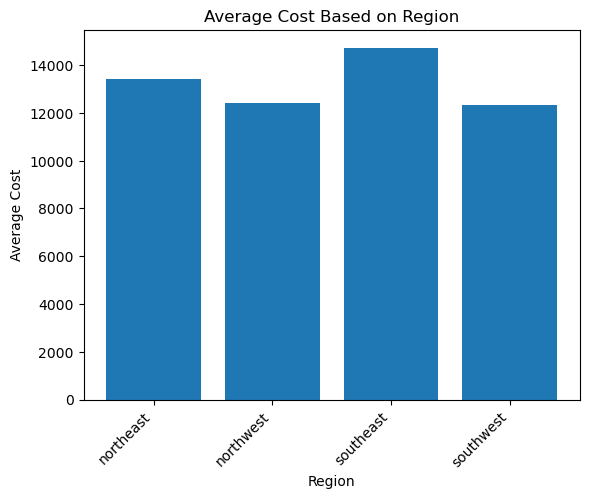 Average Cost Based on Region
Average Cost
14000
12000
10000
8000
6000
4000
2000
0
northeast
northwest
southeast
southwest
Region